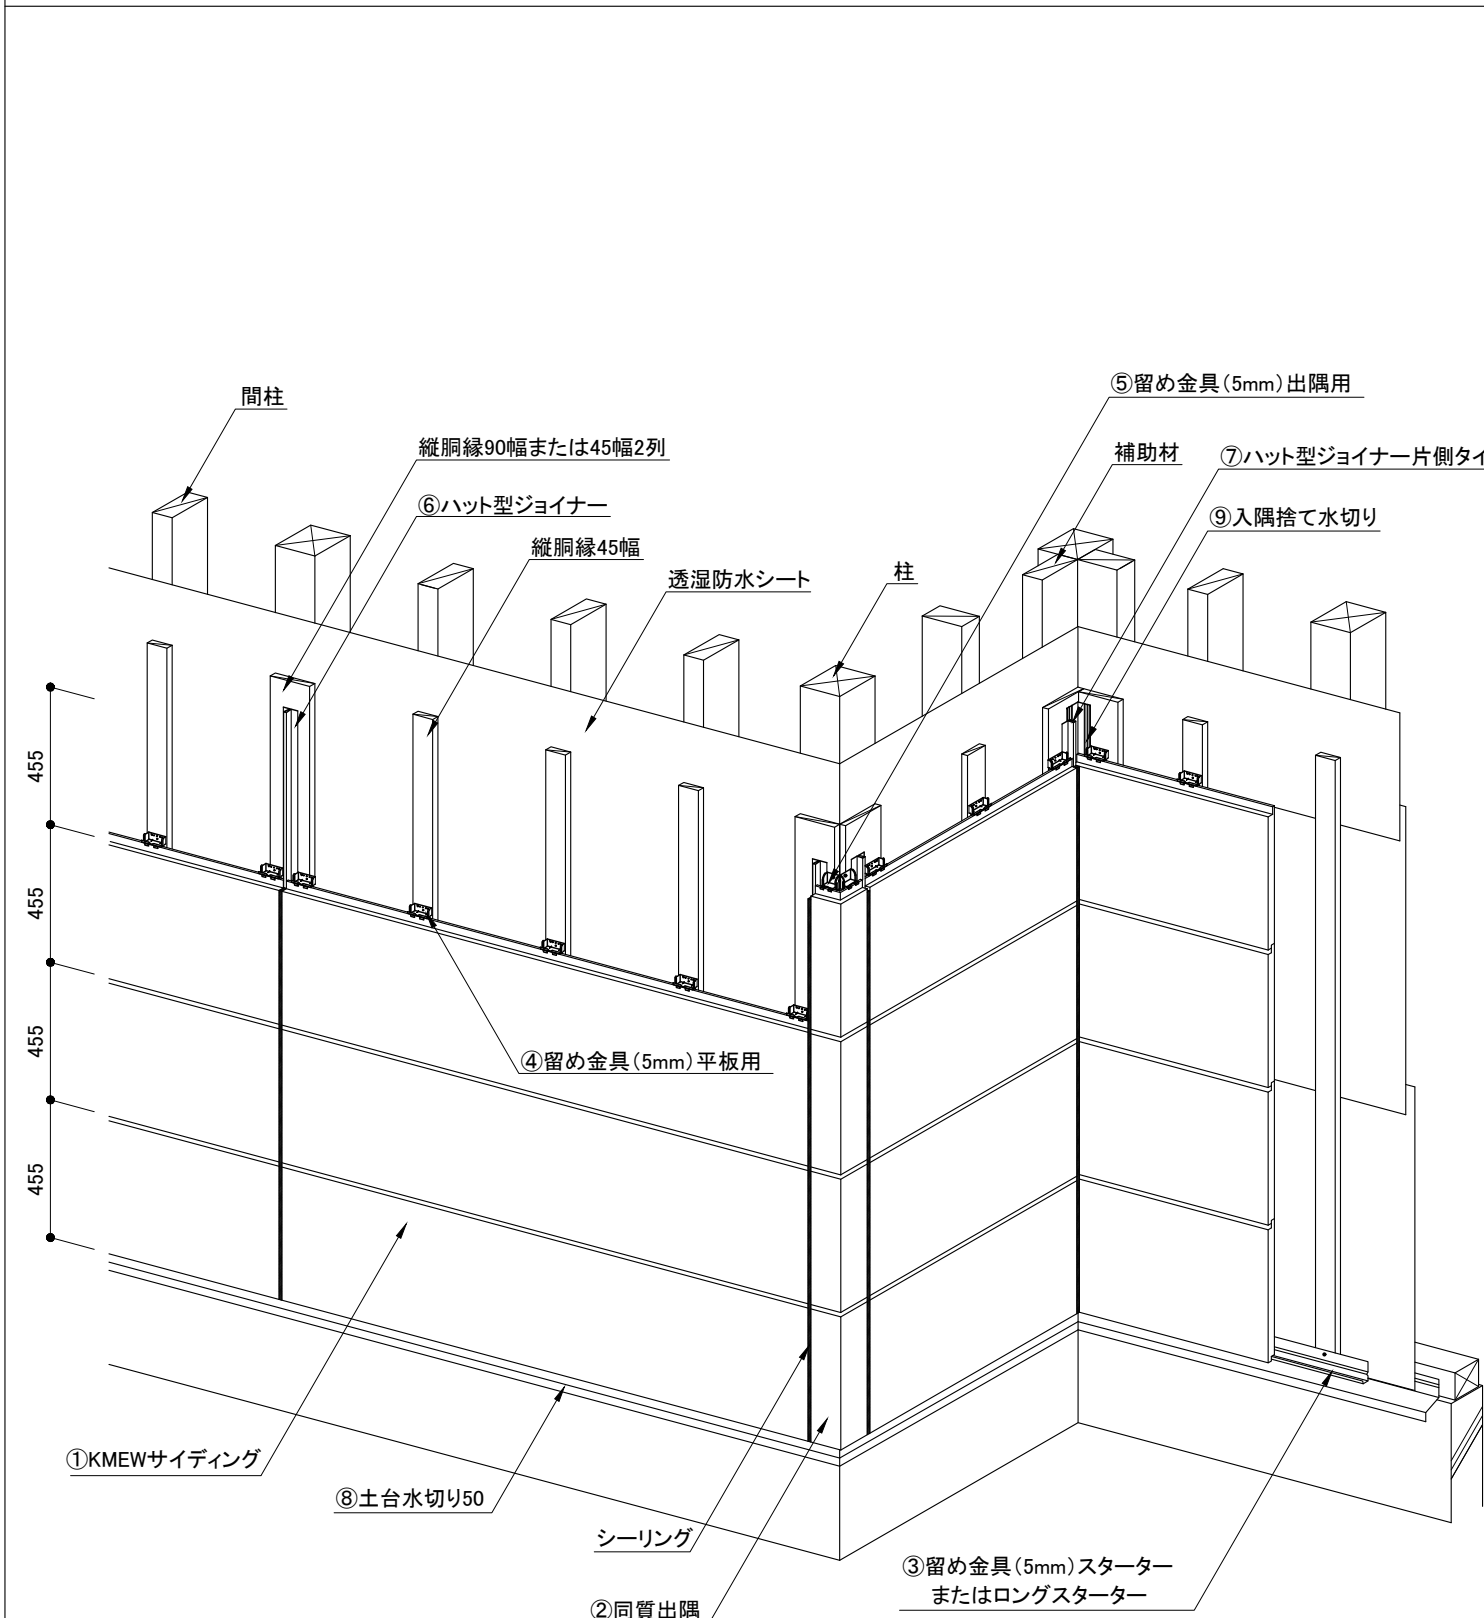 ⑤留め金具(5mm)出隅用
間柱
縦胴縁90幅または45幅2列
補助材
⑦ハット型ジョイナー片側タイ
⑥ハット型ジョイナー
⑨入隅捨て水切り
縦胴縁45幅
透湿防水シート
柱
455
455
455
455
④留め金具(5mm)平板用
①KMEWサイディング
⑧土台水切り50
シーリング
③留め金具(5mm)スターター
またはロングスターター
②同質出隅